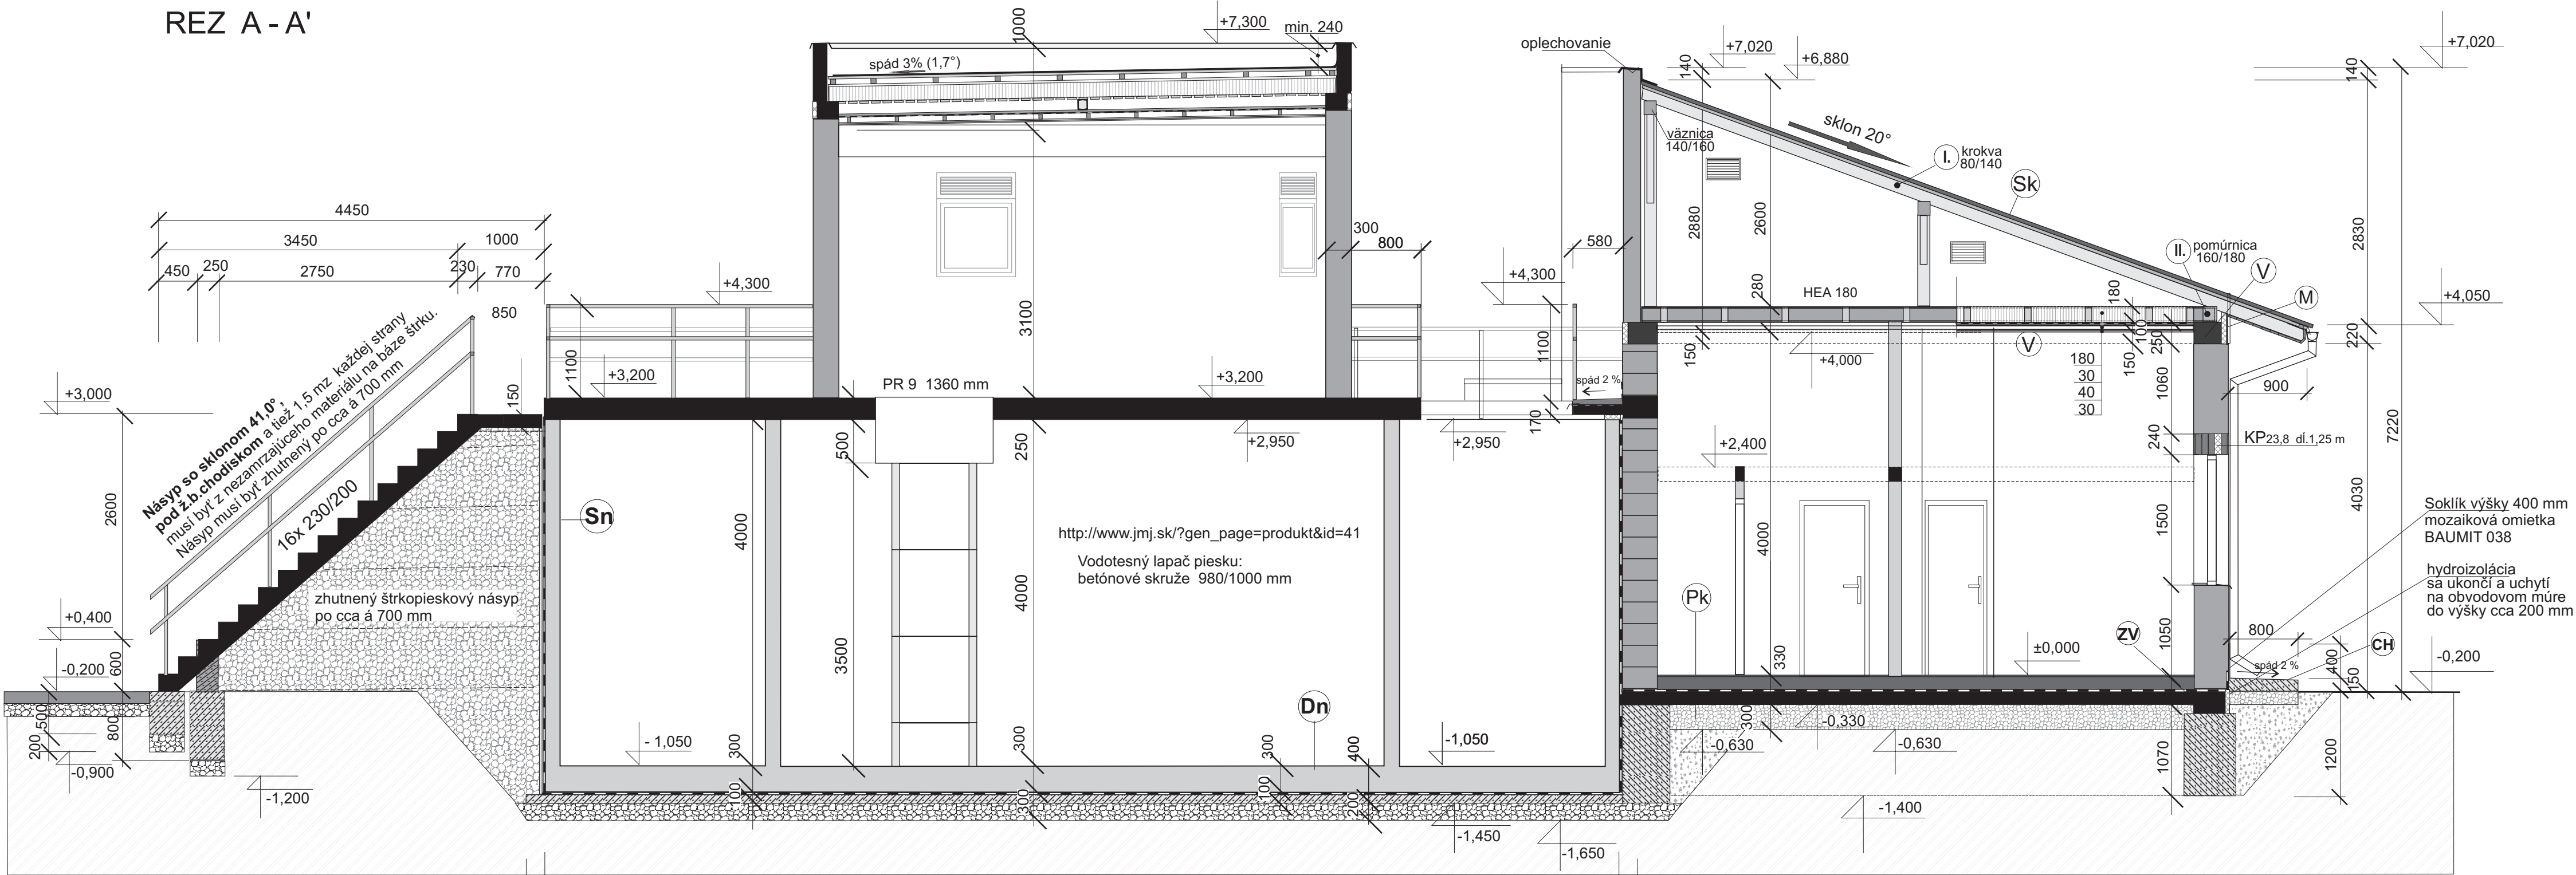 REZ A - A'
1000
+7,300
min. 240
spád 3% (1,7°)
oplechovanie
140
+7,020
+6,880
140
+7,020
väznica
140/160
sklon 20°
I.
krokva
80/140
Sk
2880
2600
2830
4450
3450
1000
450
250
2750
230
770
300
800
580
II.
pomúrnica
160/180
V
M
+4,300
+4,300
280
HEA 180
180
+4,050
850
3100
1100
1100
150
+4,000
V
100
250
150
220
Násyp so sklonom 41,0°,
pod ž.b.chodiskom a tiež 1,5 mz každej strany
musí byť z nezamrzajúceho materiálu na báze štrku.
Násyp musí byť zhutnený po cca á 700 mm
16x 230/200
+3,000
+3,200
PR 9 1360 mm
+3,200
spád 2 %
180
30
40
30
1060
900
150
170
500
250
+2,950
+2,950
+2,400
240
KP23,8 dĺ.1,25 m
7220
4030
2600
Sn
4000
4000
4000
1500
http://www.jmj.sk/?gen_page=produkt&id=41
Vodotesný lapač piesku:
betónové skruže 980/1000 mm
Soklík výšky 400 mm
mozaiková omietka
BAUMIT 038
hydroizolácia
sa ukončí a uchytí
na obvodovom múre
do výšky cca 200 mm
zhutnený štrkopieskový násyp
po cca á 700 mm
Pk
+0,400
3500
330
±0,000
ZV
1050
800
CH
-0,200
600
spád 2 %
400
150
-0,200
500
800
200
-0,900
-1,200
- 1,050
300
300
Dn
300
400
-1,050
300
-0,330
-0,630
-0,630
1070
1200
100
300
100
200
-1,400
-1,450
-1,650